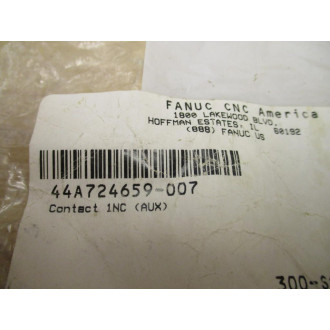 FANUC CNC America
1800 LAKEWOOD BLVD.
HOFFMAN ESTATES, IL 60192
(888) FANUC US
44A724659-007
Contact 1NC (AUX)